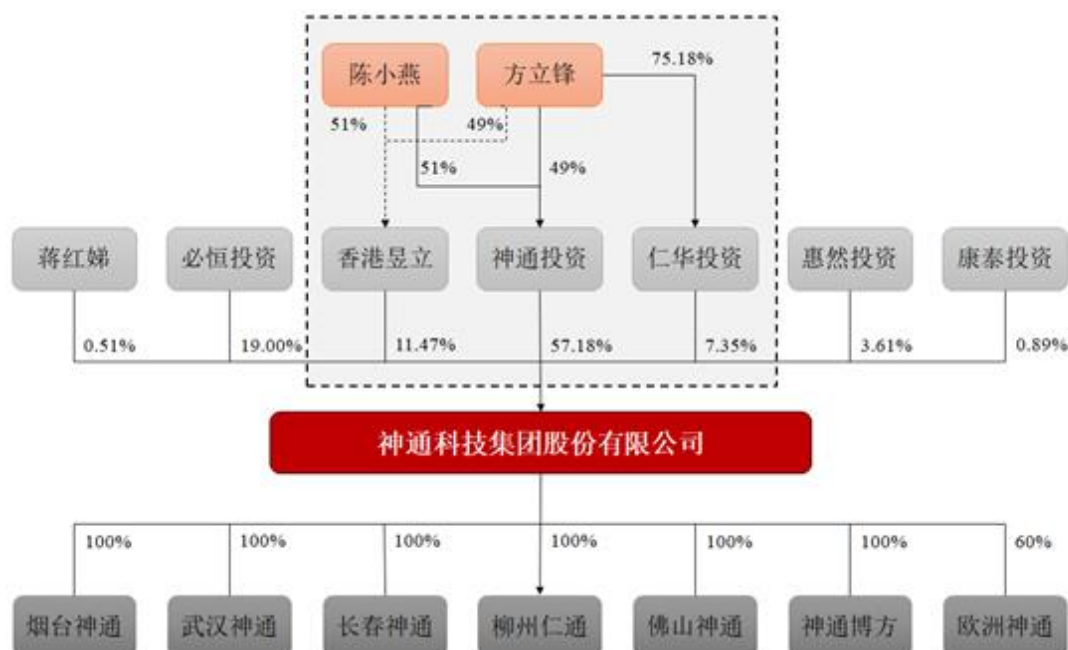 陈小燕
方立锋
75.18%
51%
49%
51%
49%
蒋红娣
必恒投资
香港昱立
神通投资
仁华投资
惠然投资
康泰投资
0.51%
19.00%
11.47%
57.18%
7.35%
3.61%
0.89%
神通科技集团股份有限公司
100%
100%
100%
100%
100%
100%
60%
烟台神通
武汉神通
长春神通
柳州仁通
佛山神通
神通博方
欧洲神通